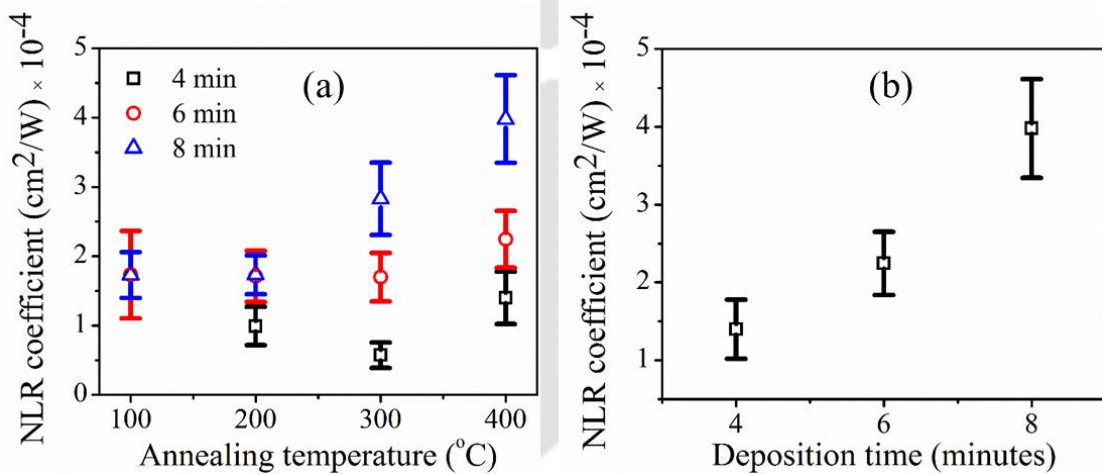 NLR coefficient (cm²/W) × 10⁻⁴
5
4
3
2
1
0
4 min
6 min
8 min
(a)
100
200
300
400
Annealing temperature (°C)
NLR coefficient (cm²/W) × 10⁻⁴
5
4
3
2
1
(b)
4
6
8
Deposition time (minutes)